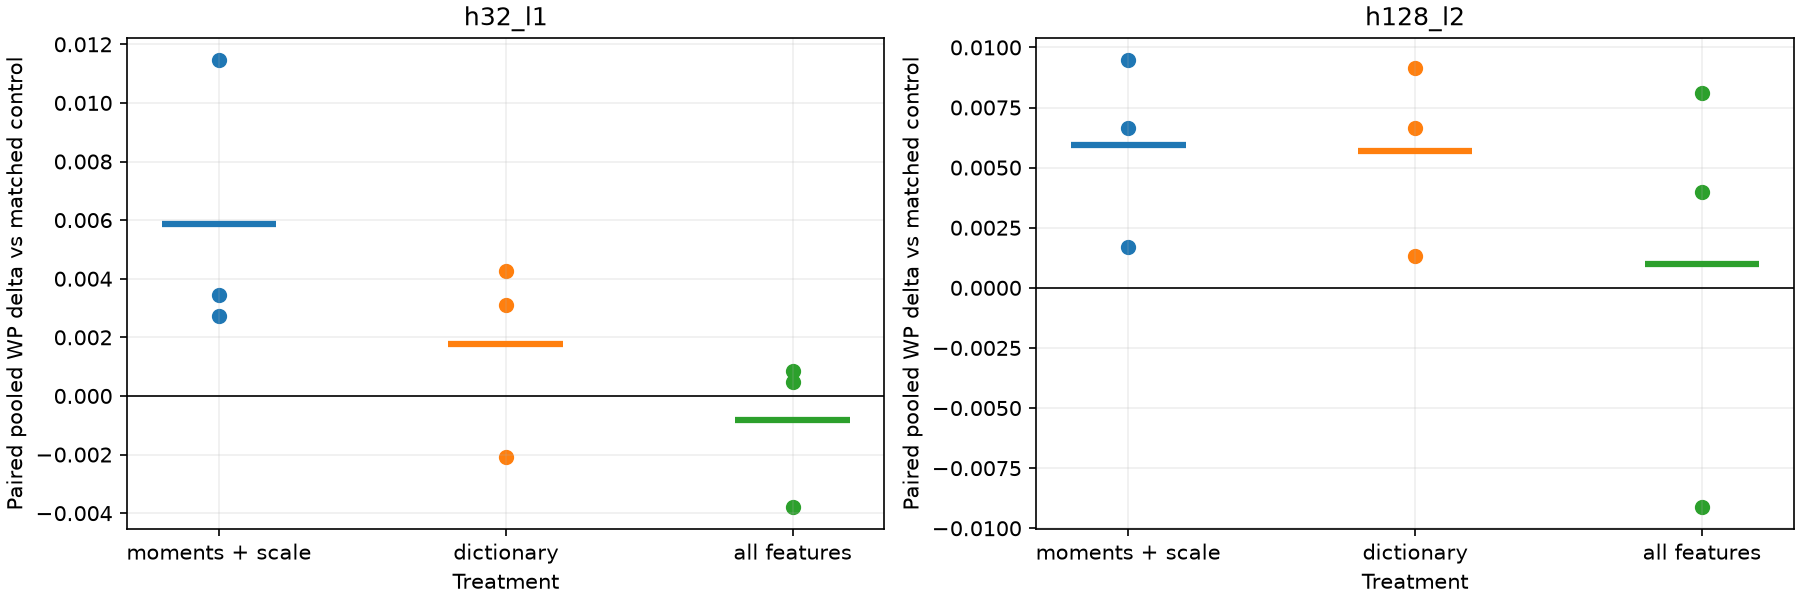 h32_l1
Paired pooled WP delta vs matched control
0.012
0.010
0.008
0.006
0.004
0.002
0.000
−0.002
−0.004
moments + scale
dictionary
all features
Treatment
h128_l2
Paired pooled WP delta vs matched control
0.0100
0.0075
0.0050
0.0025
0.0000
−0.0025
−0.0050
−0.0075
−0.0100
moments + scale
dictionary
all features
Treatment